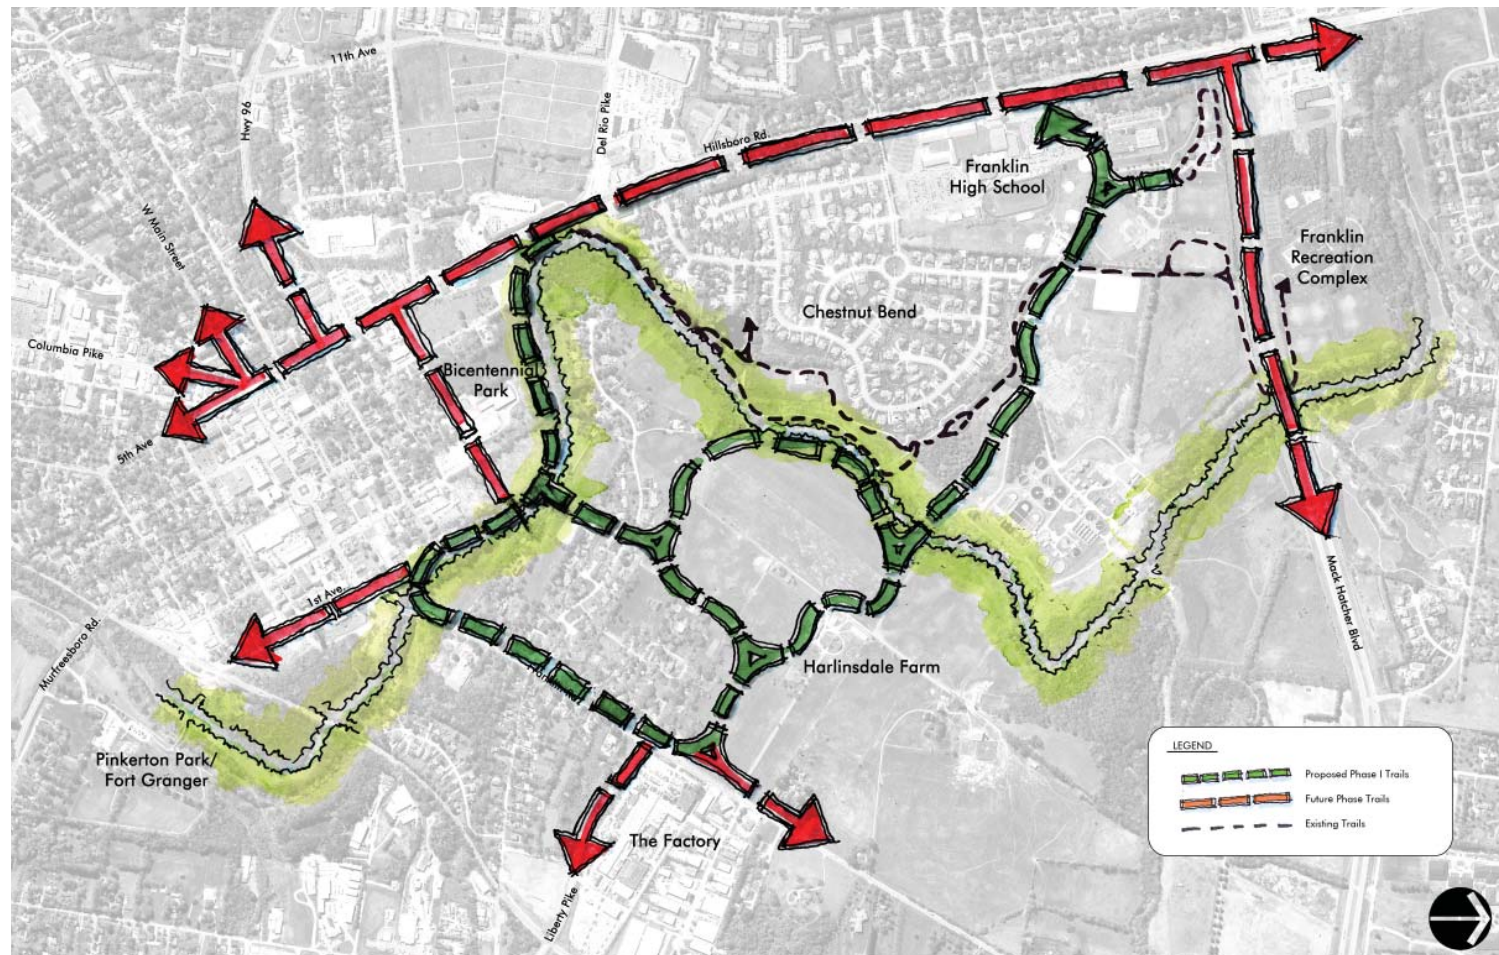 11th Ave
Hwy 96
Del Rio Pike
Hillsboro Rd.
Franklin
High School
W Main Street
Franklin
Recreation
Complex
Chestnut Bend
Columbia Pike
Bicentennial
Park
5th Ave
1st Ave.
Mack Hatcher Blvd
Murfreesboro Rd.
Harlinsdale Farm
Pinkerton Park/
Fort Granger
LEGEND
Proposed Phase I Trails
Future Phase Trails
Existing Trails
The Factory
Liberty Pike